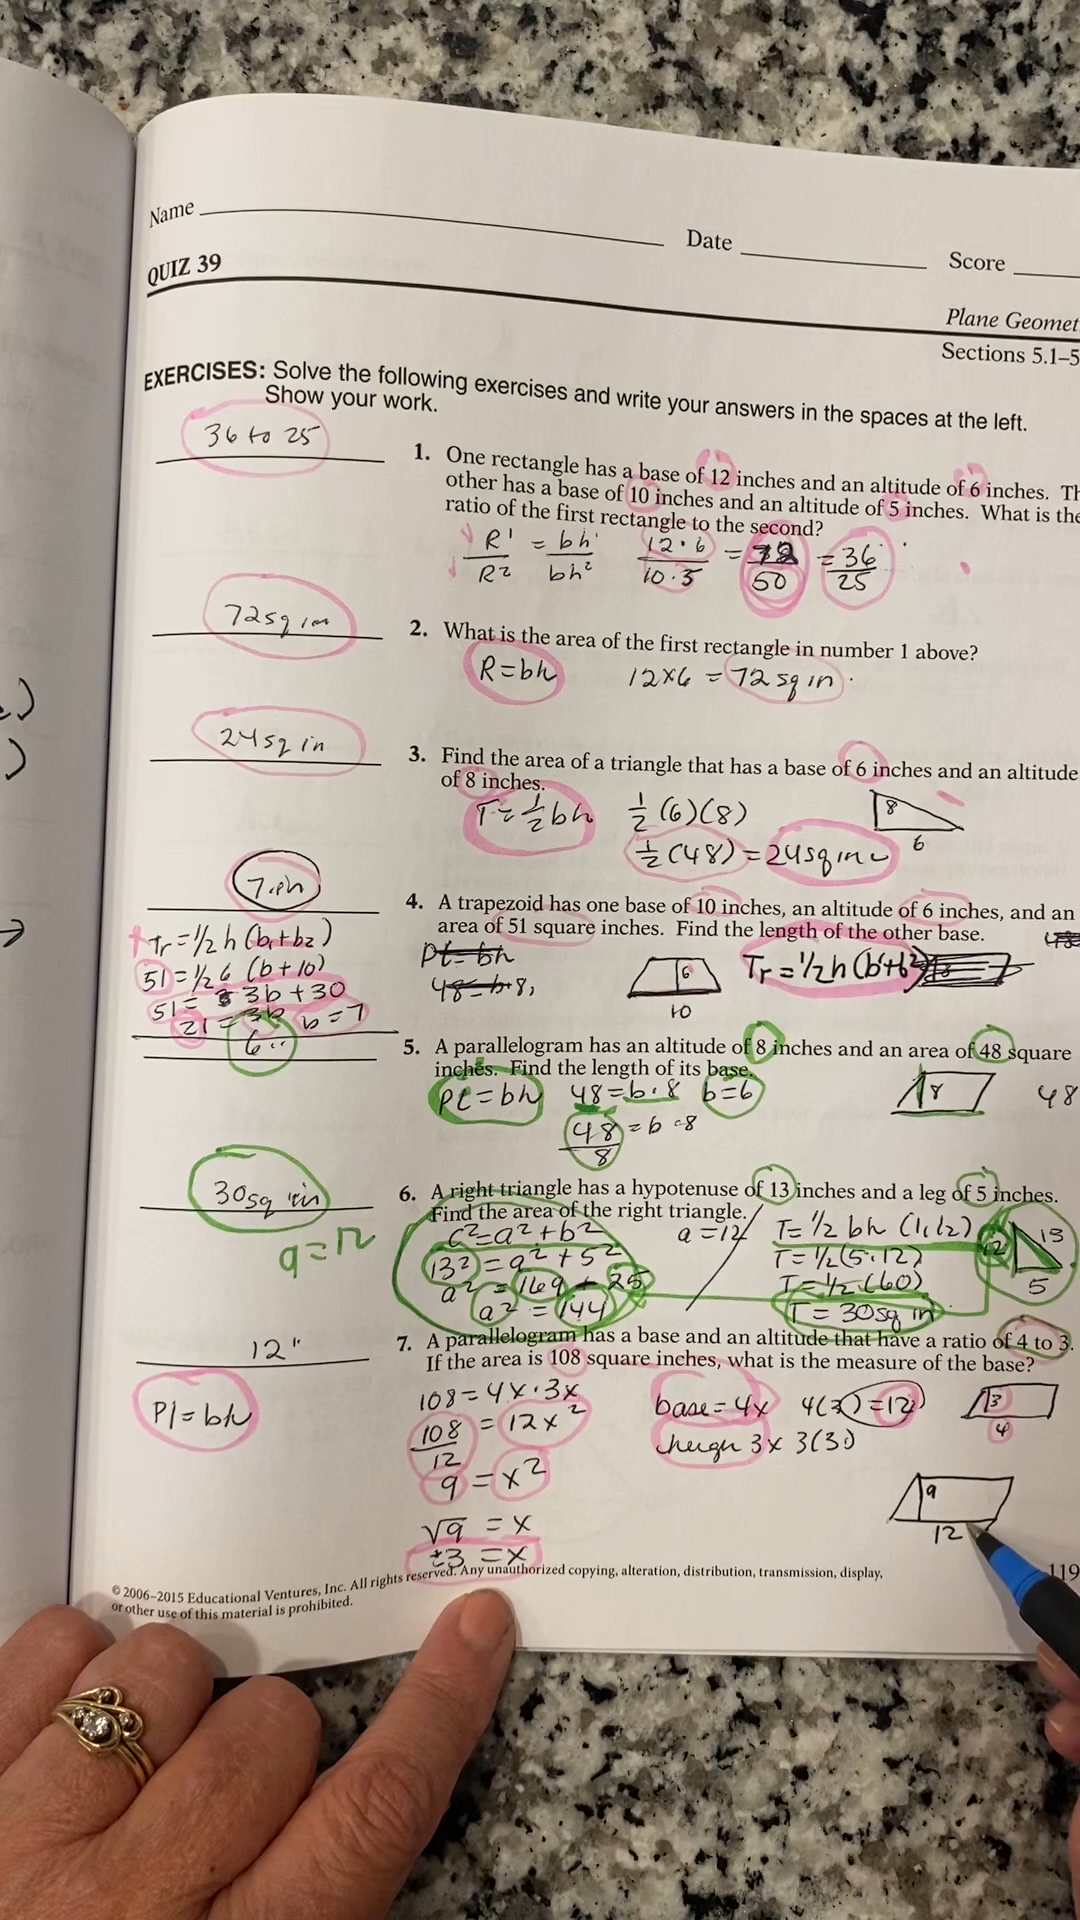 Name
Date
Score
QUIZ 39
Plane Geomet
Sections 5.1–5
EXERCISES: Solve the following exercises and write your answers in the spaces at the left.
Show your work.
36 to 25
1. One rectangle has a base of 12 inches and an altitude of 6 inches. Th
other has a base of 10 inches and an altitude of 5 inches. What is the
ratio of the first rectangle to the second?
R¹ = bh¹
R² bh²
12·6 = 72 = 36
10·5 50 25
72 sq in
2. What is the area of the first rectangle in number 1 above?
R = bh 12×6 = 72 sq in
24 sq in
3. Find the area of a triangle that has a base of 6 inches and an altitude
of 8 inches.
T = ½bh ½(6)(8)
½(48) = 24 sq in
8
6
7 in
4. A trapezoid has one base of 10 inches, an altitude of 6 inches, and an
area of 51 square inches. Find the length of the other base.
Tr = ½ h (b₁+b₂)
51 = ½ 6 (b+10)
51 = 3b + 30
21 = 3b b = 7
Pl = bh
48 = b·8
6
10
Tr = ½h(b¹+b²)
6"
5. A parallelogram has an altitude of 8 inches and an area of 48 square
inches. Find the length of its base.
Pl = bh 48 = b·8 b = 6
48 = b
8
8
48
30 sq in
a = 12
6. A right triangle has a hypotenuse of 13 inches and a leg of 5 inches.
Find the area of the right triangle.
c² = a² + b²
13² = a² + 5²
a² = 169 - 25
a² = 144
a = 12
T = ½ bh (l₁l₂)
T = ½(5·12)
T = ½(60)
T = 30 sq in
12 13
5
12"
7. A parallelogram has a base and an altitude that have a ratio of 4 to 3.
If the area is 108 square inches, what is the measure of the base?
Pl = bh
108 = 4x·3x
108 = 12x²
12
9 = x²
√9 = x
±3 = x
base = 4x 4(3) = 12
3x 3(3)
3
4
9
12
© 2006–2015 Educational Ventures, Inc. All rights reserved. Any unauthorized copying, alteration, distribution, transmission, display,
or other use of this material is prohibited.
119